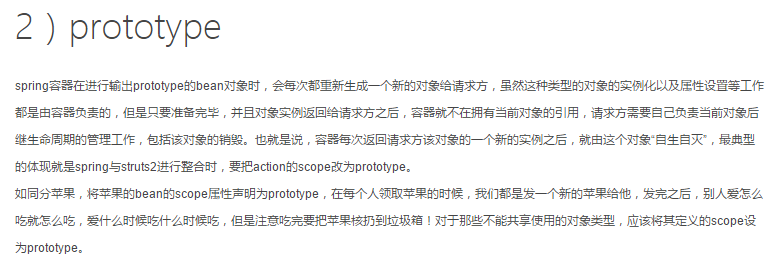 2）prototype
spring容器在进行输出prototype的bean对象时，会每次都重新生成一个新的对象给请求方，虽然这种类型的对象的实例化以及属性设置等工作
都是由容器负责的，但是只要准备完毕，并且对象实例返回给请求方之后，容器就不在拥有当前对象的引用，请求方需要自己负责当前对象后
继生命周期的管理工作，包括该对象的销毁。也就是说，容器每次返回请求方该对象的一个新的实例之后，就由这个对象“自生自灭”，最典型
的体现就是spring与struts2进行整合时，要把action的scope改为prototype。
如同分苹果，将苹果的bean的scope属性声明为prototype，在每个人领取苹果的时候，我们都是发一个新的苹果给他，发完之后，别人爱怎么
吃就怎么吃，爱什么时候吃什么时候吃，但是注意吃完要把苹果核扔到垃圾箱！对于那些不能共享使用的对象类型，应该将其定义的scope设
为prototype。